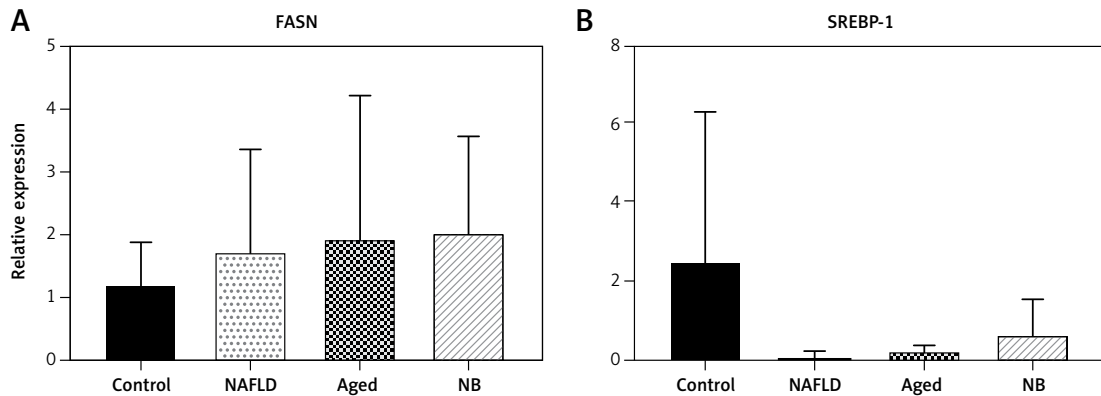 A
FASN
Relative expression
5
4
3
2
1
0
Control NAFLD Aged NB
B
SREBP-1
8
6
4
2
0
Control NAFLD Aged NB